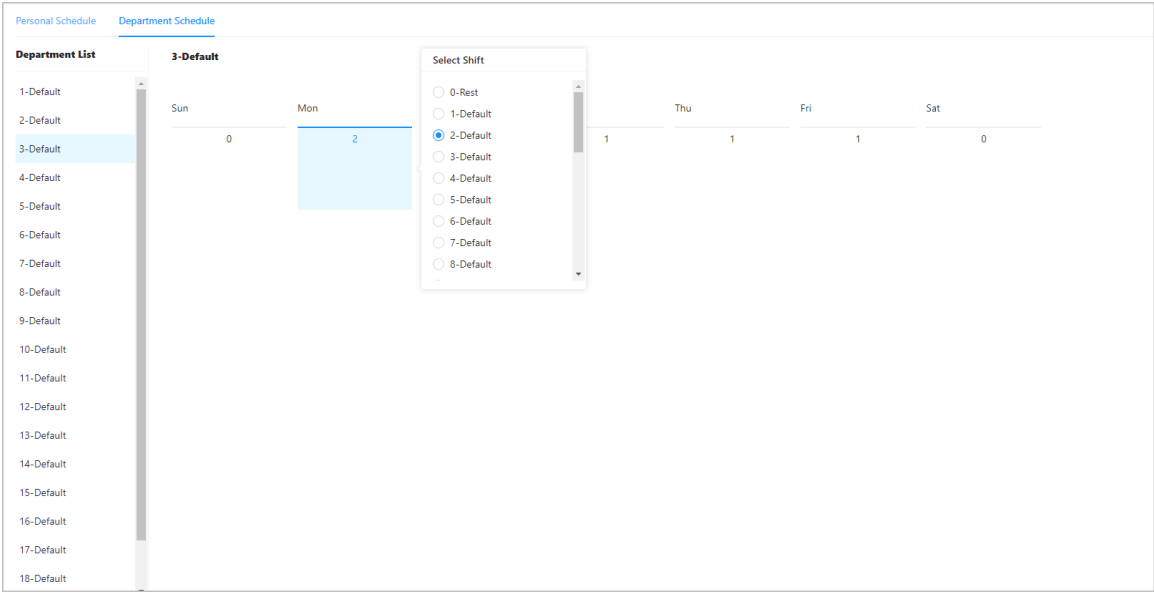 Personal Schedule Department Schedule
Department List
1-Default
2-Default
3-Default
4-Default
5-Default
6-Default
7-Default
8-Default
9-Default
10-Default
11-Default
12-Default
13-Default
14-Default
15-Default
16-Default
17-Default
18-Default
3-Default
Sun Mon Thu Fri Sat
0 2 1 1 1 0
Select Shift
0-Rest
1-Default
2-Default
3-Default
4-Default
5-Default
6-Default
7-Default
8-Default